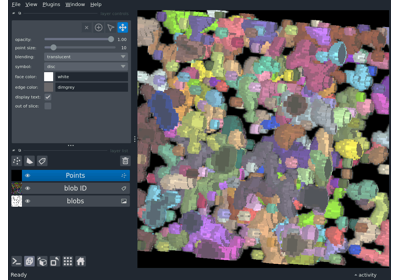 File View Plugins Window Help
opacity: 1.00
point size: 10
blending: translucent
symbol: disc
face color: white
edge color: dimgrey
display text:
out of slice:
Points
blob ID
blobs
Ready
activity